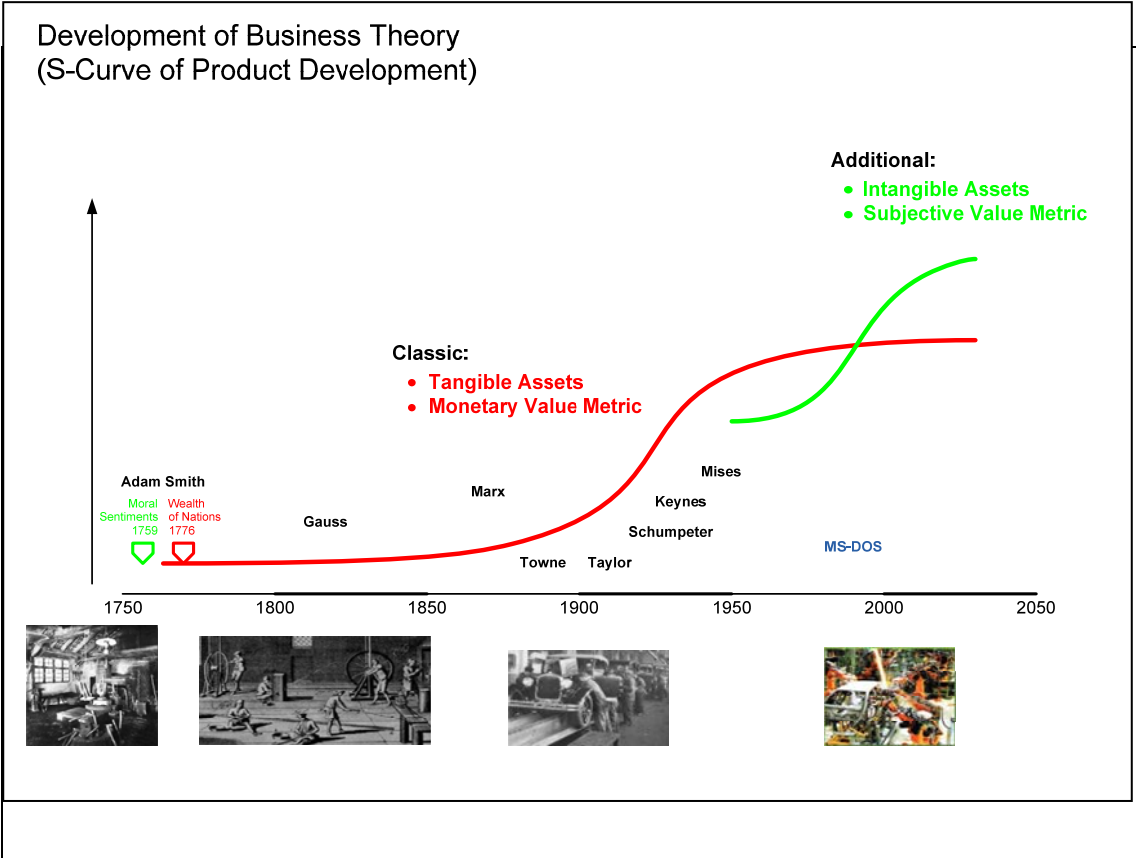 Development of Business Theory
(S-Curve of Product Development)
Additional:
• Intangible Assets
• Subjective Value Metric
Classic:
• Tangible Assets
• Monetary Value Metric
Mises
Adam Smith
Marx
Keynes
Moral
Sentiments
1759
Wealth
of Nations
1776
Gauss
Schumpeter
MS-DOS
Towne
Taylor
1750 1800 1850 1900 1950 2000 2050